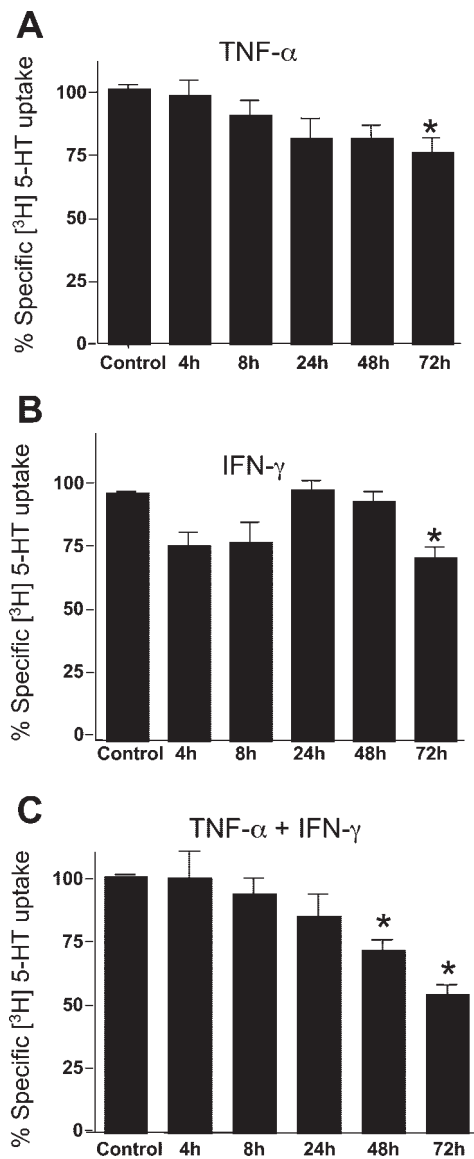 A
TNF-α
% Specific [³H] 5-HT uptake
100
75
50
25
0
*
Control 4h 8h 24h 48h 72h
B
IFN-γ
% Specific [³H] 5-HT uptake
100
75
50
25
0
*
Control 4h 8h 24h 48h 72h
C
TNF-α + IFN-γ
% Specific [³H] 5-HT uptake
100
75
50
25
0
* *
Control 4h 8h 24h 48h 72h